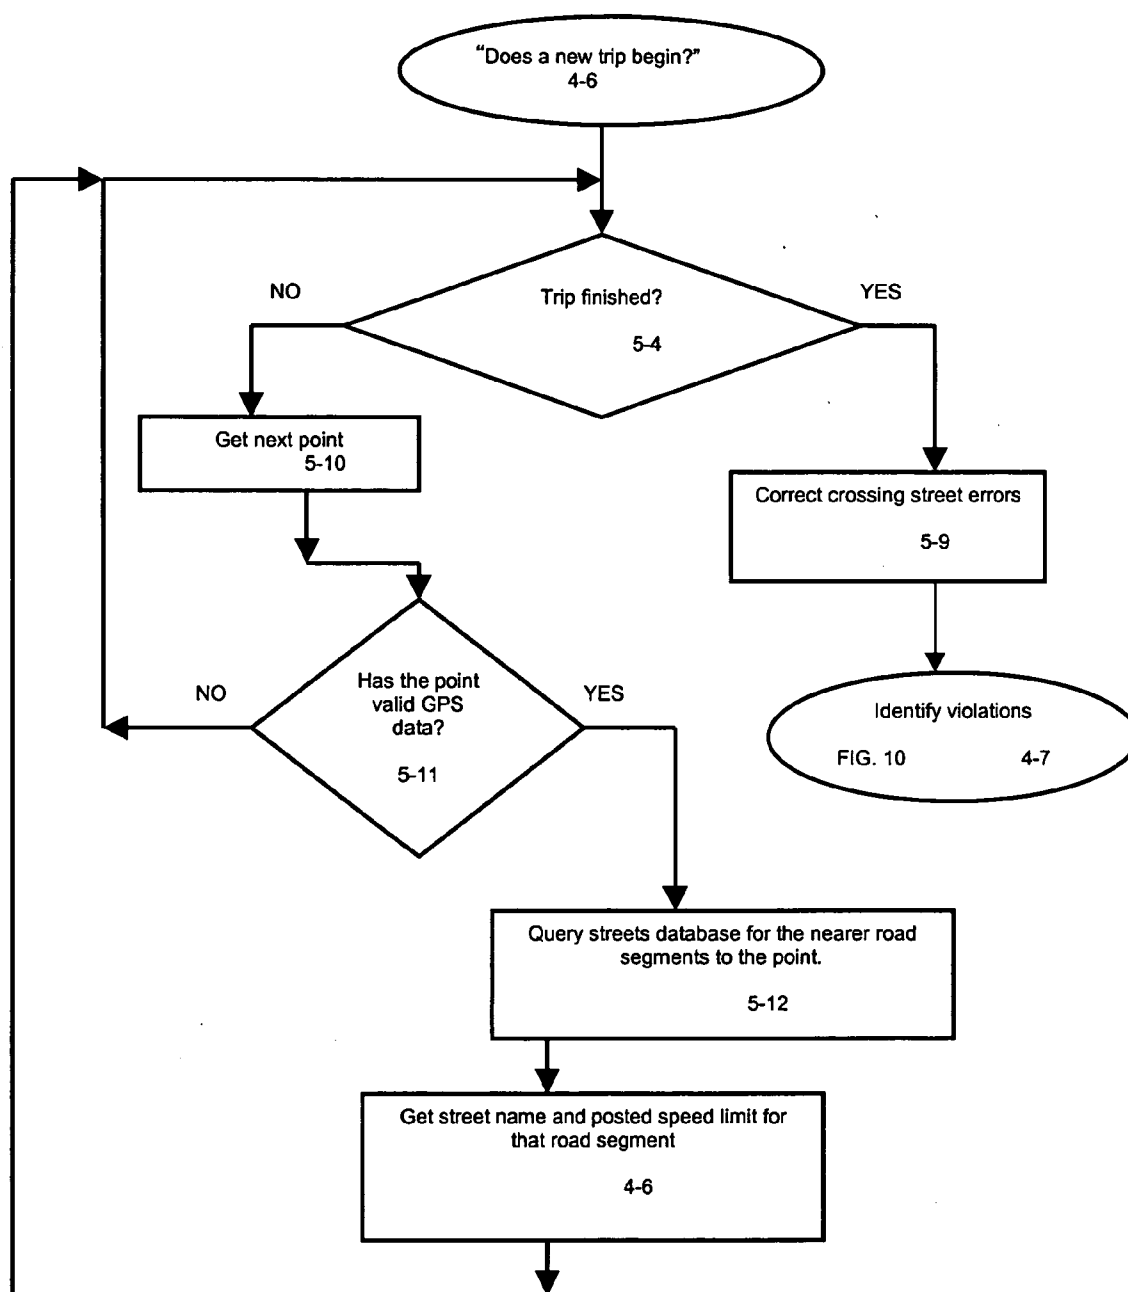 “Does a new trip begin?”
4-6
NO
Trip finished?
YES
5-4
Get next point
5-10
Correct crossing street errors
5-9
NO
Has the point
valid GPS
data?
YES
5-11
Identify violations
FIG. 10 4-7
Query streets database for the nearer road
segments to the point.
5-12
Get street name and posted speed limit for
that road segment
4-6